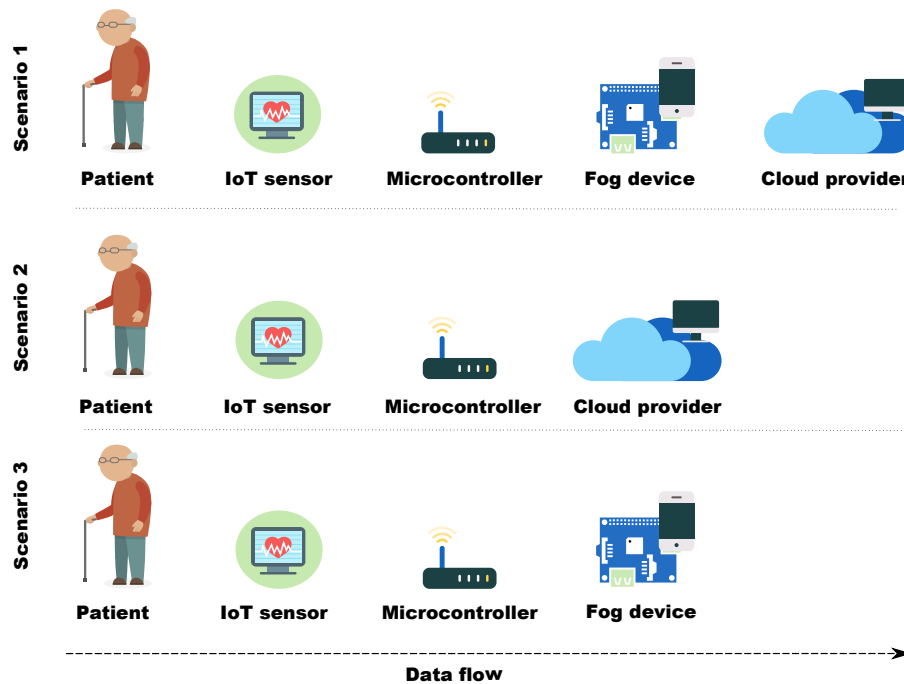 Scenario 1
Patient
IoT sensor
Microcontroller
Fog device
Cloud provider
Scenario 2
Patient
IoT sensor
Microcontroller
Cloud provider
Scenario 3
Patient
IoT sensor
Microcontroller
Fog device
Data flow